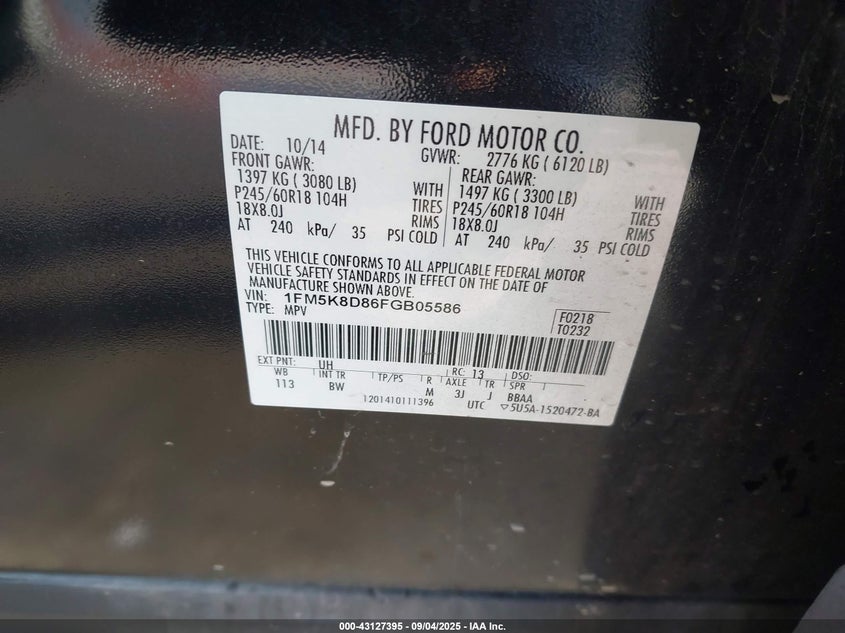 MFD. BY FORD MOTOR CO.
DATE: 10/14 GVWR: 2776 KG ( 6120 LB)
FRONT GAWR: REAR GAWR:
1397 KG ( 3080 LB) WITH 1497 KG ( 3300 LB) WITH
P245/60R18 104H TIRES P245/60R18 104H TIRES
18X8.0J RIMS 18X8.0J RIMS
AT 240 kPa/ 35 PSI COLD AT 240 kPa/ 35 PSI COLD
THIS VEHICLE CONFORMS TO ALL APPLICABLE FEDERAL MOTOR
VEHICLE SAFETY STANDARDS IN EFFECT ON THE DATE OF
MANUFACTURE SHOWN ABOVE.
VIN: 1FM5K8D86FGB05586 F0218
TYPE: MPV T0232
EXT PNT: UH RC: 13 DSO:
WB INT TR TP/PS R AXLE TR SPR
113 BW M 3J J BBAA
1201410111396 UTC ▽5U5A-1520472-BA
000-43127395 - 09/04/2025 - IAA Inc.